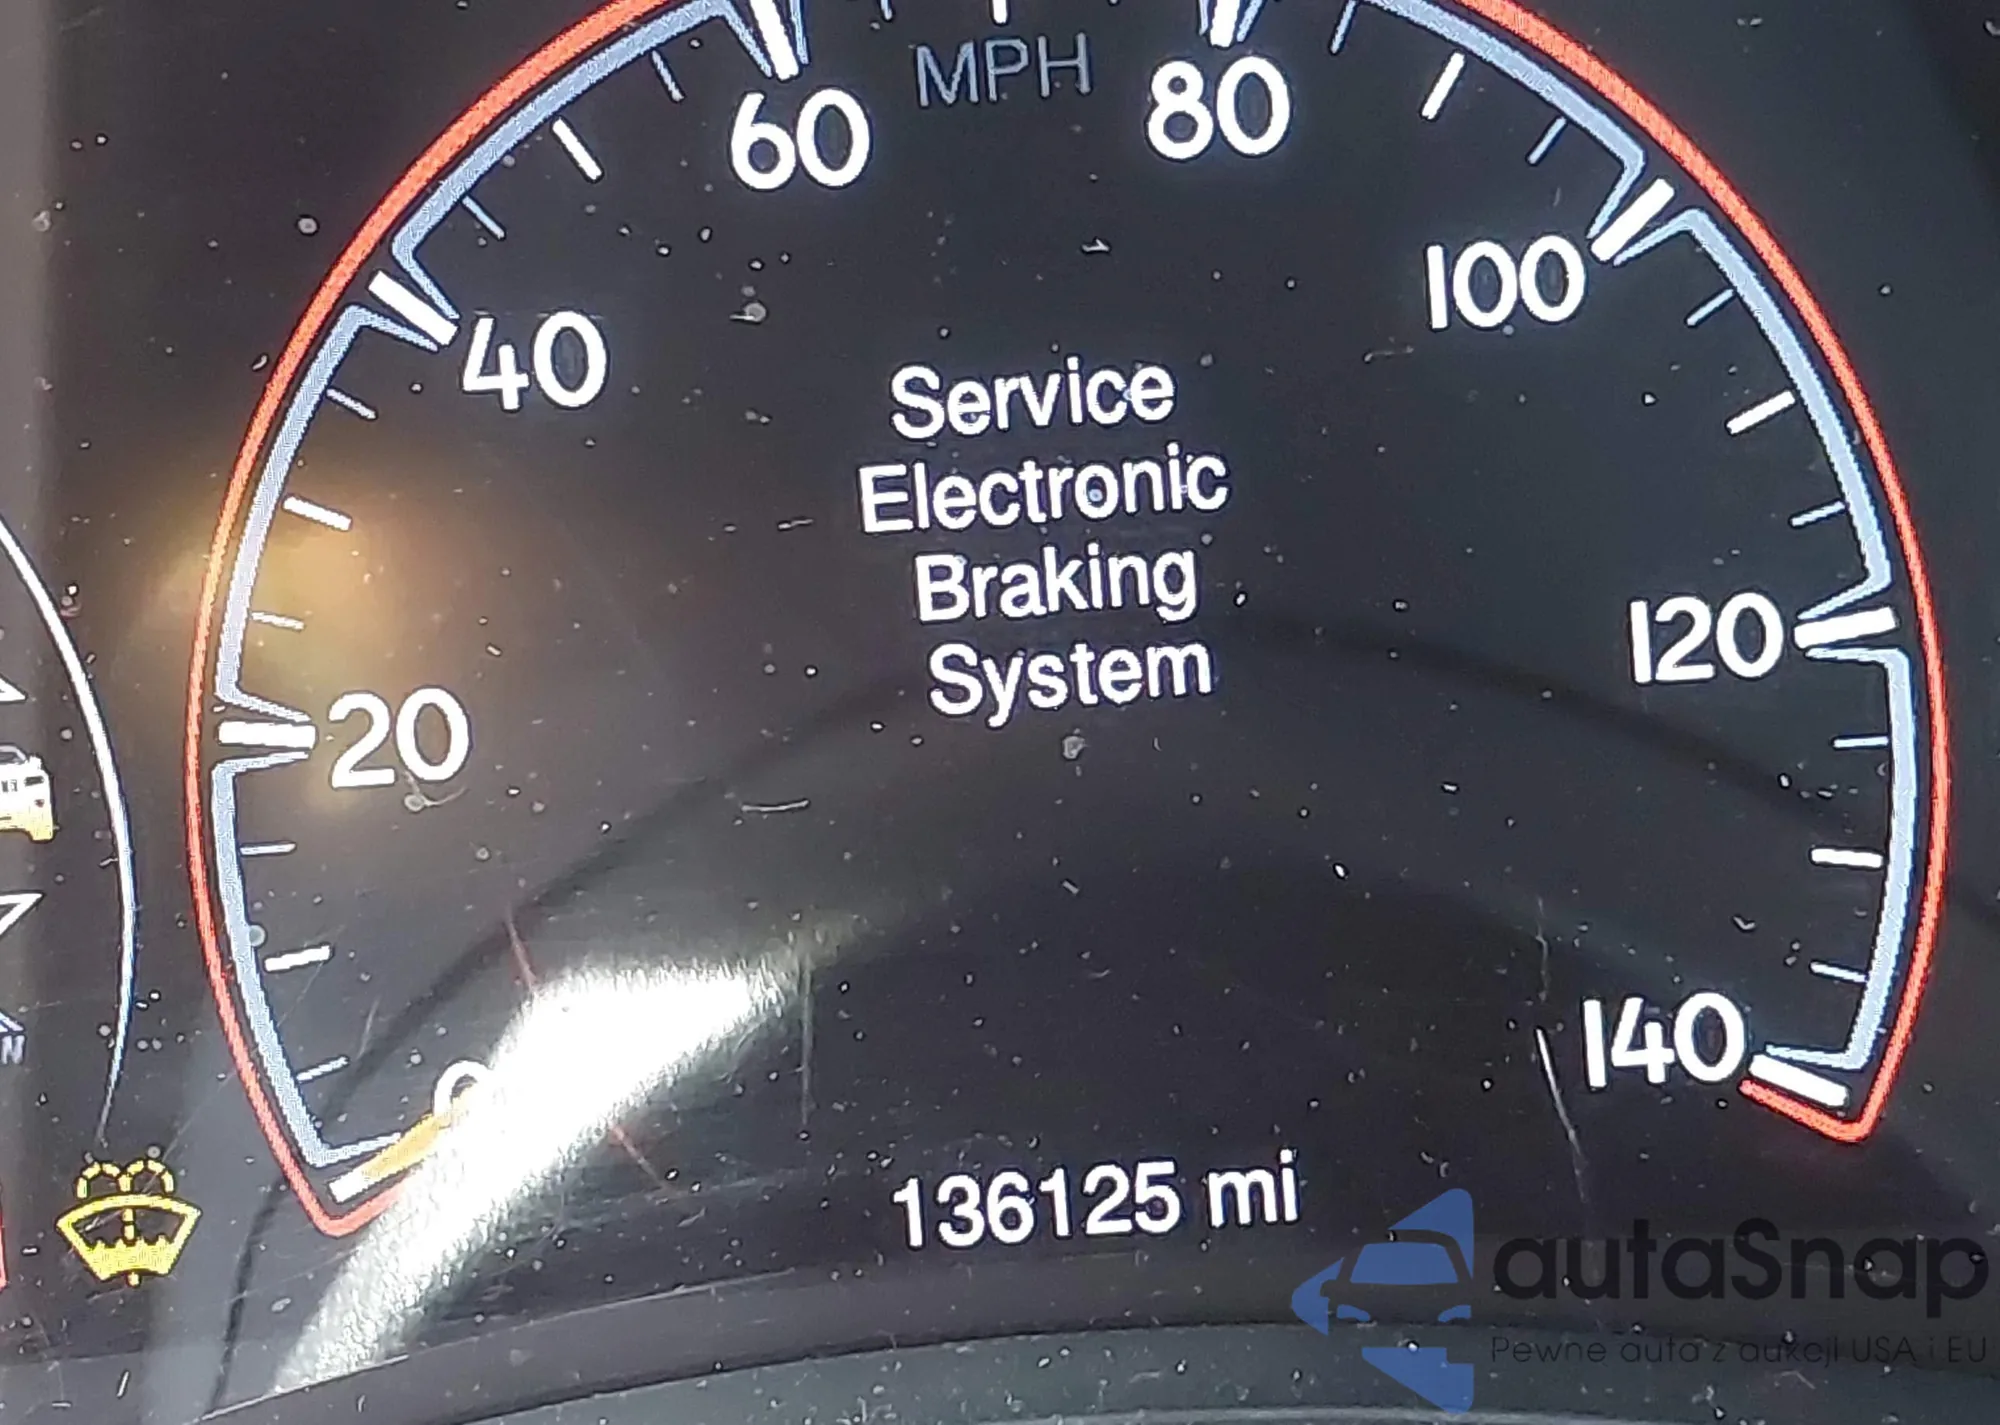 MPH
60
80
40
100
Service
Electronic
Braking
System
20
120
0
140
136125 mi
autaSnap
Pewne auta z aukcji USA i EU